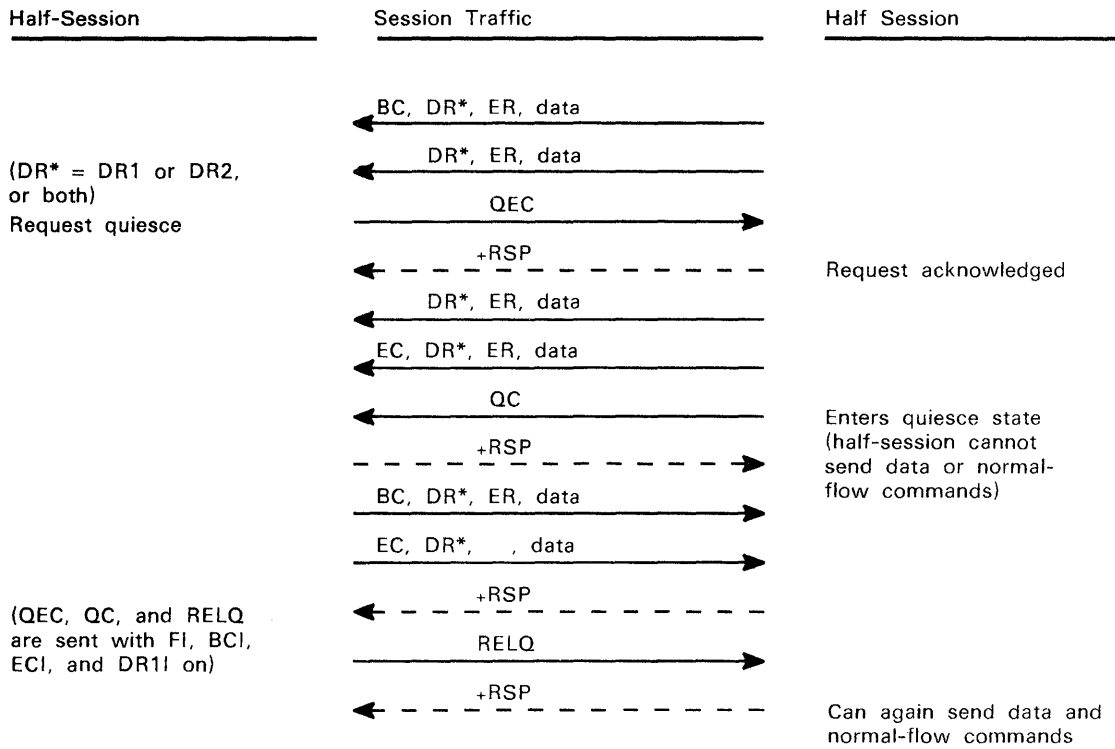 Half-Session
Session Traffic
Half Session
BC, DR*, ER, data
DR*, ER, data
(DR* = DR1 or DR2,
or both)
Request quiesce
QEC
+RSP
Request acknowledged
DR*, ER, data
EC, DR*, ER, data
QC
Enters quiesce state
(half-session cannot
send data or normal-
flow commands)
+RSP
BC, DR*, ER, data
EC, DR*, , data
+RSP
(QEC, QC, and RELQ
are sent with FI, BCI,
ECI, and DR1I on)
RELQ
+RSP
Can again send data and
normal-flow commands